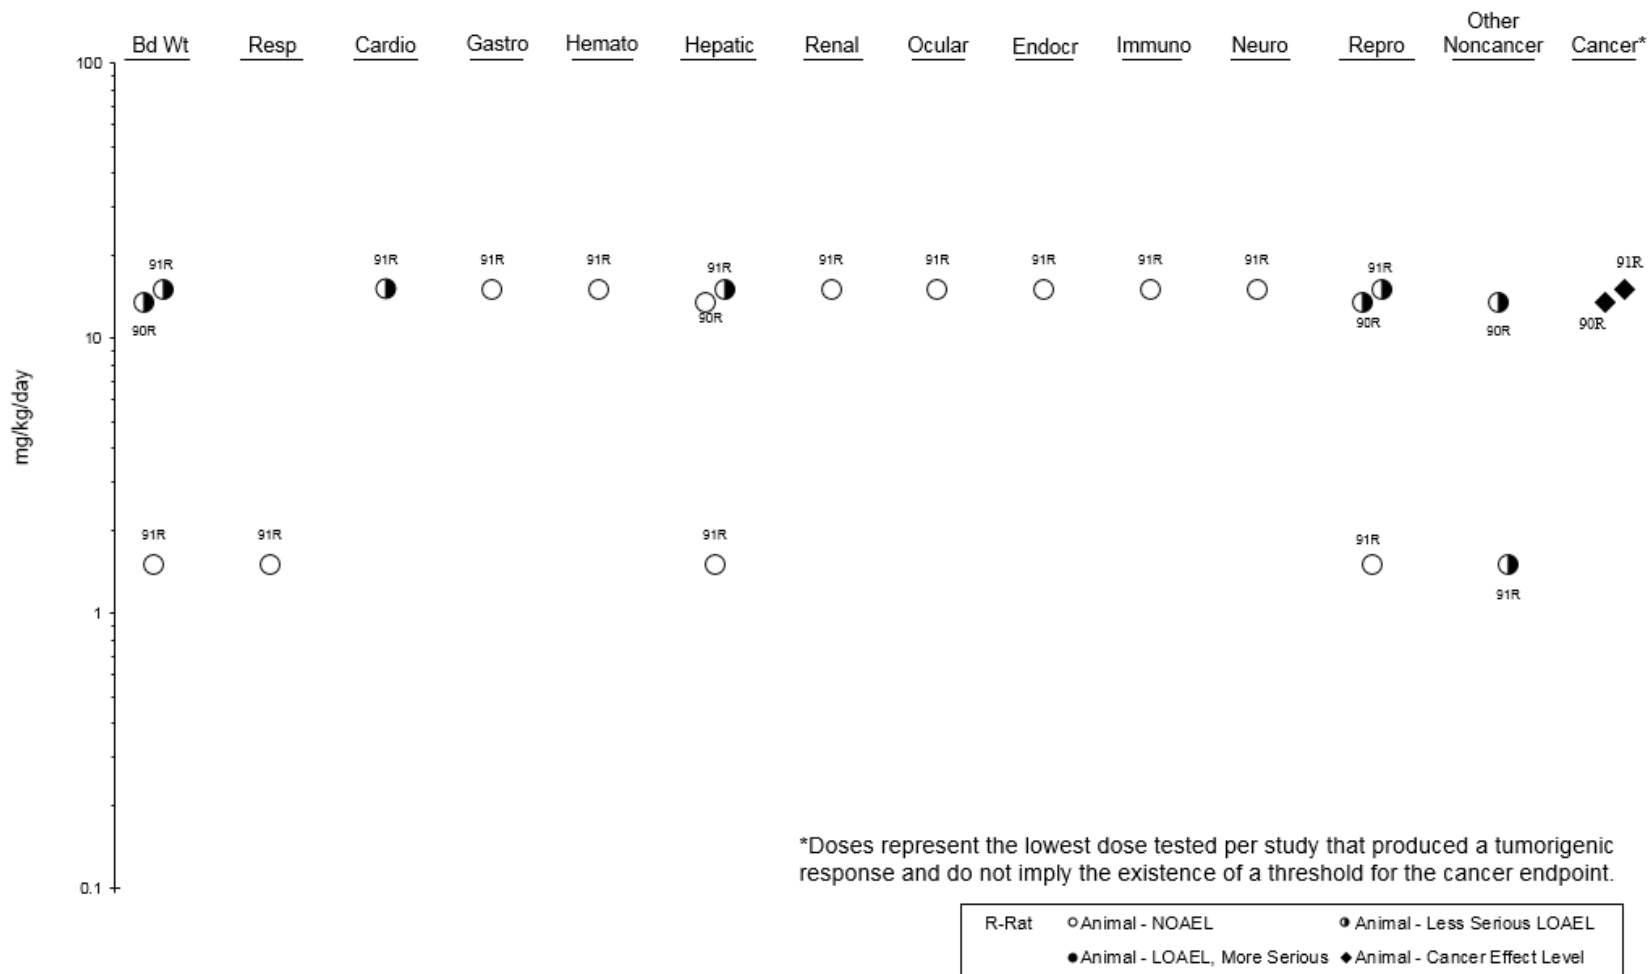 Bd Wt Resp Cardio Gastro Hemato Hepatic Renal Ocular Endocr Immuno Neuro Repro Other Noncancer Cancer*
100
91R 91R 91R 91R 91R 91R 91R 91R 91R 91R 91R 91R
90R 90R 90R 90R 90R
10
mg/kg/day
91R 91R 91R 91R
91R
1
*Doses represent the lowest dose tested per study that produced a tumorigenic
response and do not imply the existence of a threshold for the cancer endpoint.
0.1
R-Rat Animal - NOAEL Animal - Less Serious LOAEL
Animal - LOAEL, More Serious Animal - Cancer Effect Level